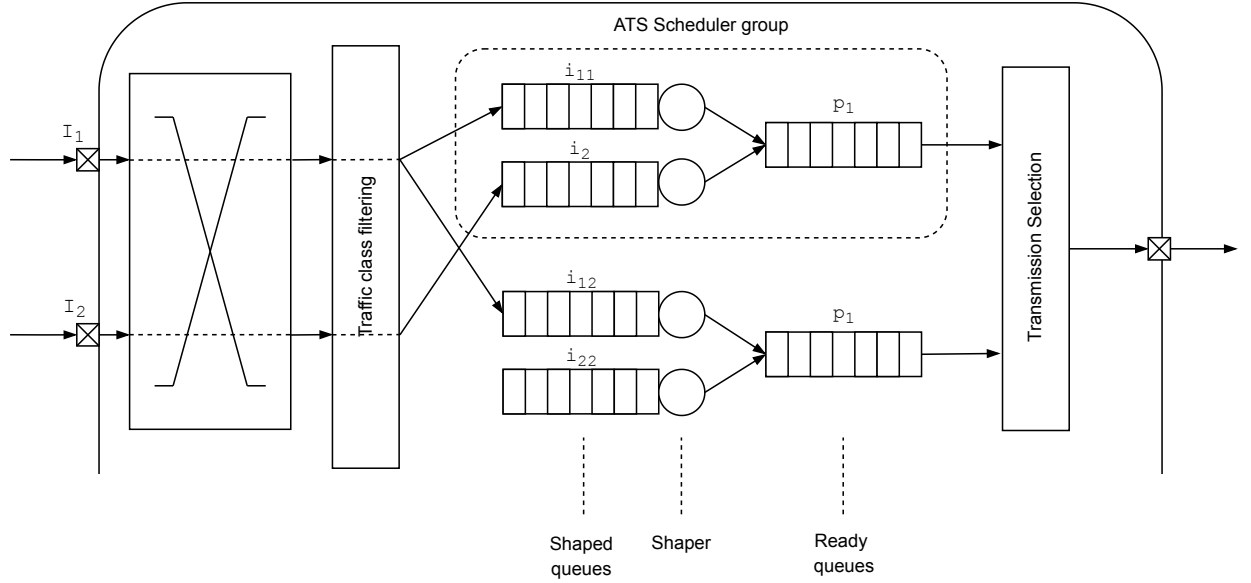 ATS Scheduler group
I1
i11
p1
i2
Traffic class filtering
Transmission Selection
I2
i12
p1
i22
Shaped queues
Shaper
Ready queues